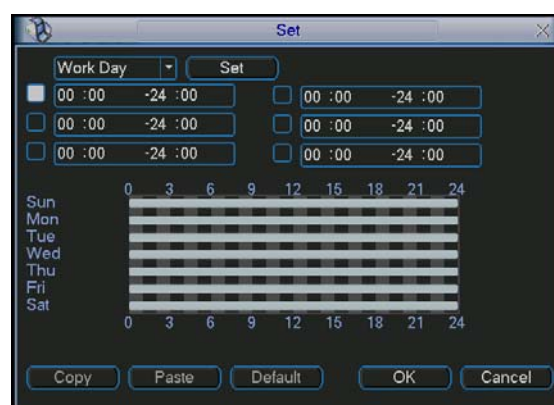 Set
Work Day Set
00 :00 -24 :00 00 :00 -24 :00
00 :00 -24 :00 00 :00 -24 :00
00 :00 -24 :00 00 :00 -24 :00
0 3 6 9 12 15 18 21 24
Sun
Mon
Tue
Wed
Thu
Fri
Sat
0 3 6 9 12 15 18 21 24
Copy Paste Default OK Cancel